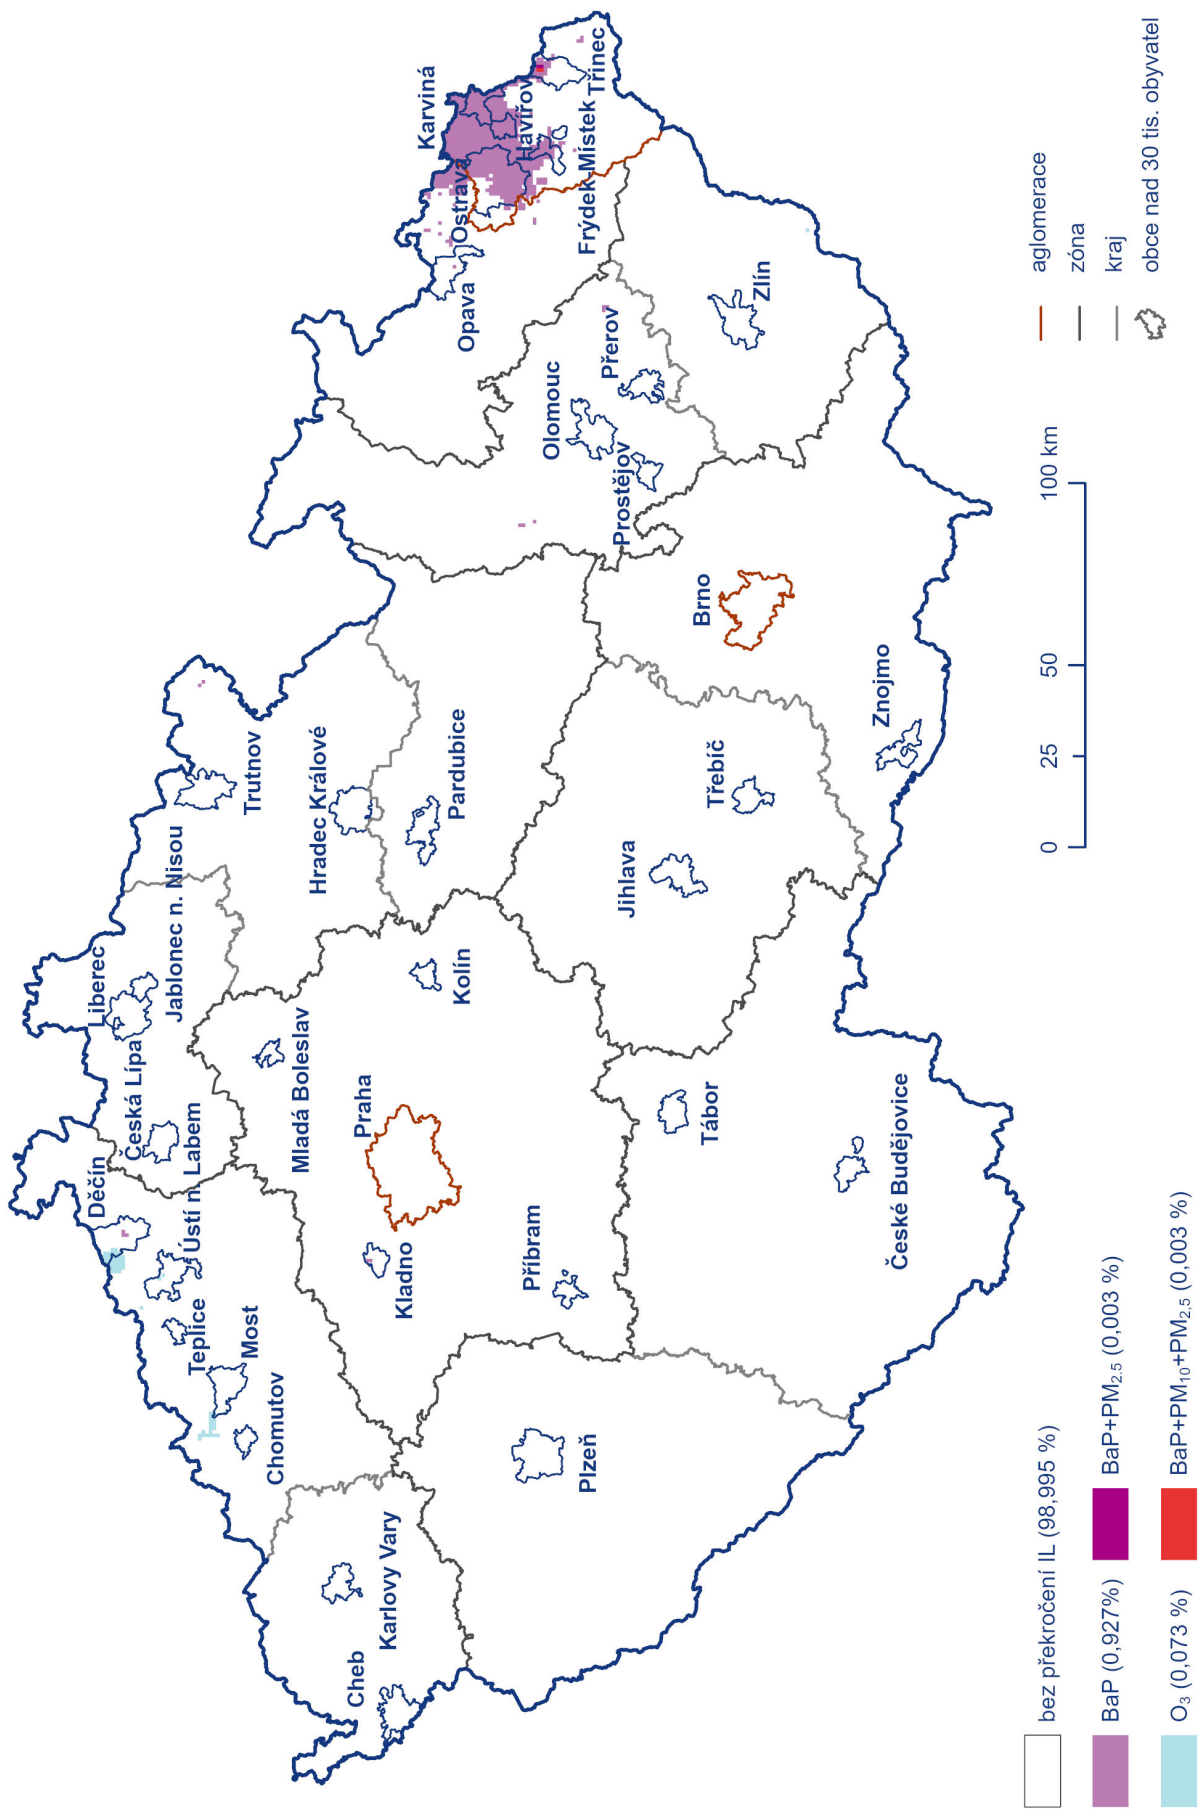 Děčín
Liberec
Česká Lípa
Jablonec n. Nisou
Ústí n. Labem
Teplice
Most
Chomutov
Trutnov
Mladá Boleslav
Hradec Králové
Cheb
Karlovy Vary
Kladno
Praha
Kolín
Pardubice
Opava
Ostrava
Karviná
Havířov
Třinec
Frýdek-Místek
Olomouc
Přerov
Prostějov
Plzeň
Příbram
Tábor
Jihlava
Třebíč
Brno
Zlín
České Budějovice
Znojmo
0 25 50 100 km
aglomerace
zóna
kraj
obce nad 30 tis. obyvatel
bez překročení IL (98,995 %)
BaP (0,927%)
BaP+PM2.5 (0,003 %)
O3 (0,073 %)
BaP+PM10+PM2,5 (0,003 %)